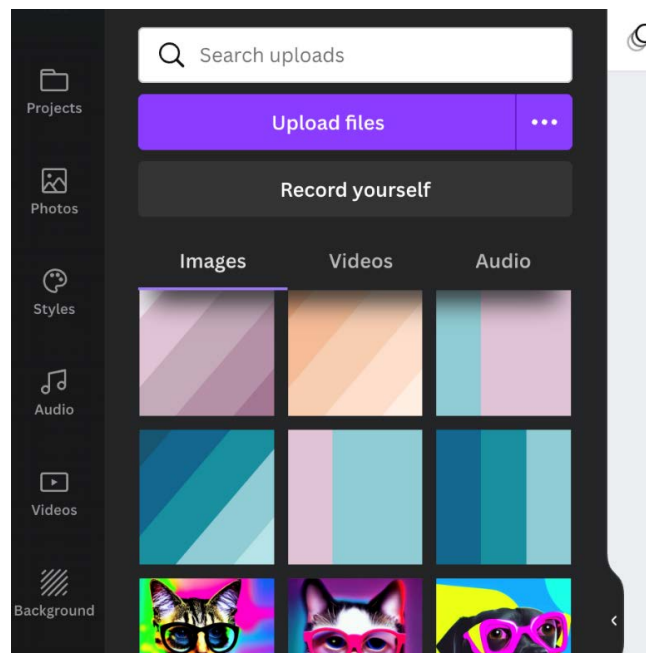 Projects
Photos
Styles
Audio
Videos
Background
Search uploads
Upload files
Record yourself
Images Videos Audio